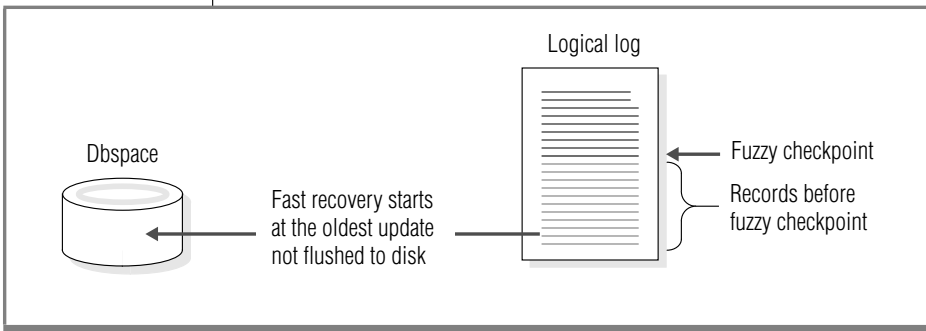 Logical log
Dbspace
Fast recovery starts
at the oldest update
not flushed to disk
Fuzzy checkpoint
Records before
fuzzy checkpoint